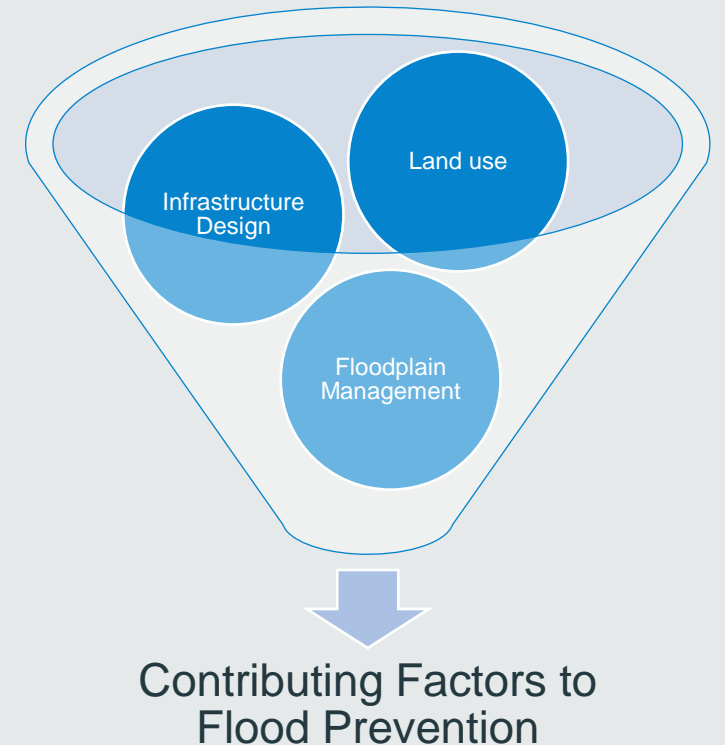 Land use
Infrastructure
Design
Floodplain
Management
Contributing Factors to
Flood Prevention